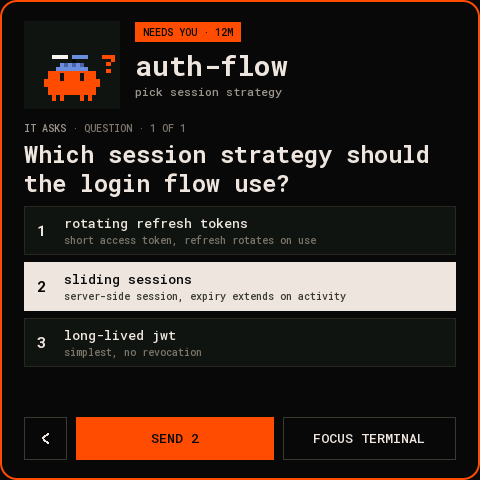 NEEDS YOU · 12M
auth-flow
pick session strategy
IT ASKS · QUESTION · 1 OF 1
Which session strategy should
the login flow use?
1 rotating refresh tokens
short access token, refresh rotates on use
2 sliding sessions
server-side session, expiry extends on activity
3 long-lived jwt
simplest, no revocation
< SEND 2 FOCUS TERMINAL